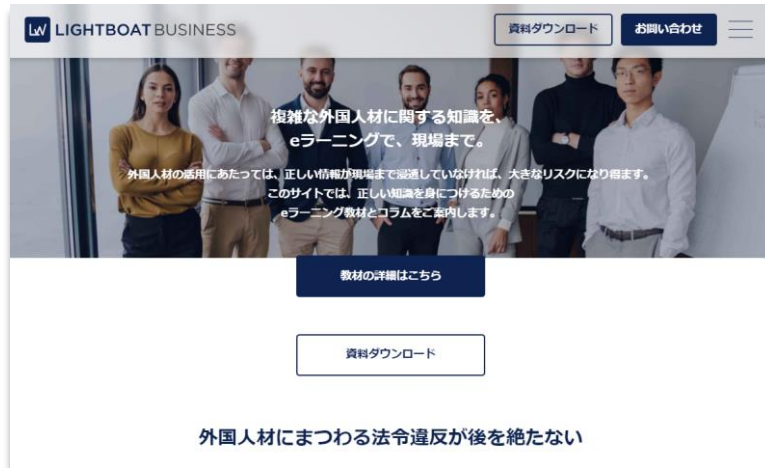 LW LIGHTBOAT BUSINESS
資料ダウンロード
お問い合わせ
複雑な外国人材に関する知識を、
eラーニングで、現場まで。
外国人材の活用にあたっては、正しい情報が現場まで浸透していなければ、大きなリスクになり得ます。
このサイトでは、正しい知識を身につけるための
eラーニング教材とコラムをご案内します。
教材の詳細はこちら
資料ダウンロード
外国人材にまつわる法令違反が後を絶たない